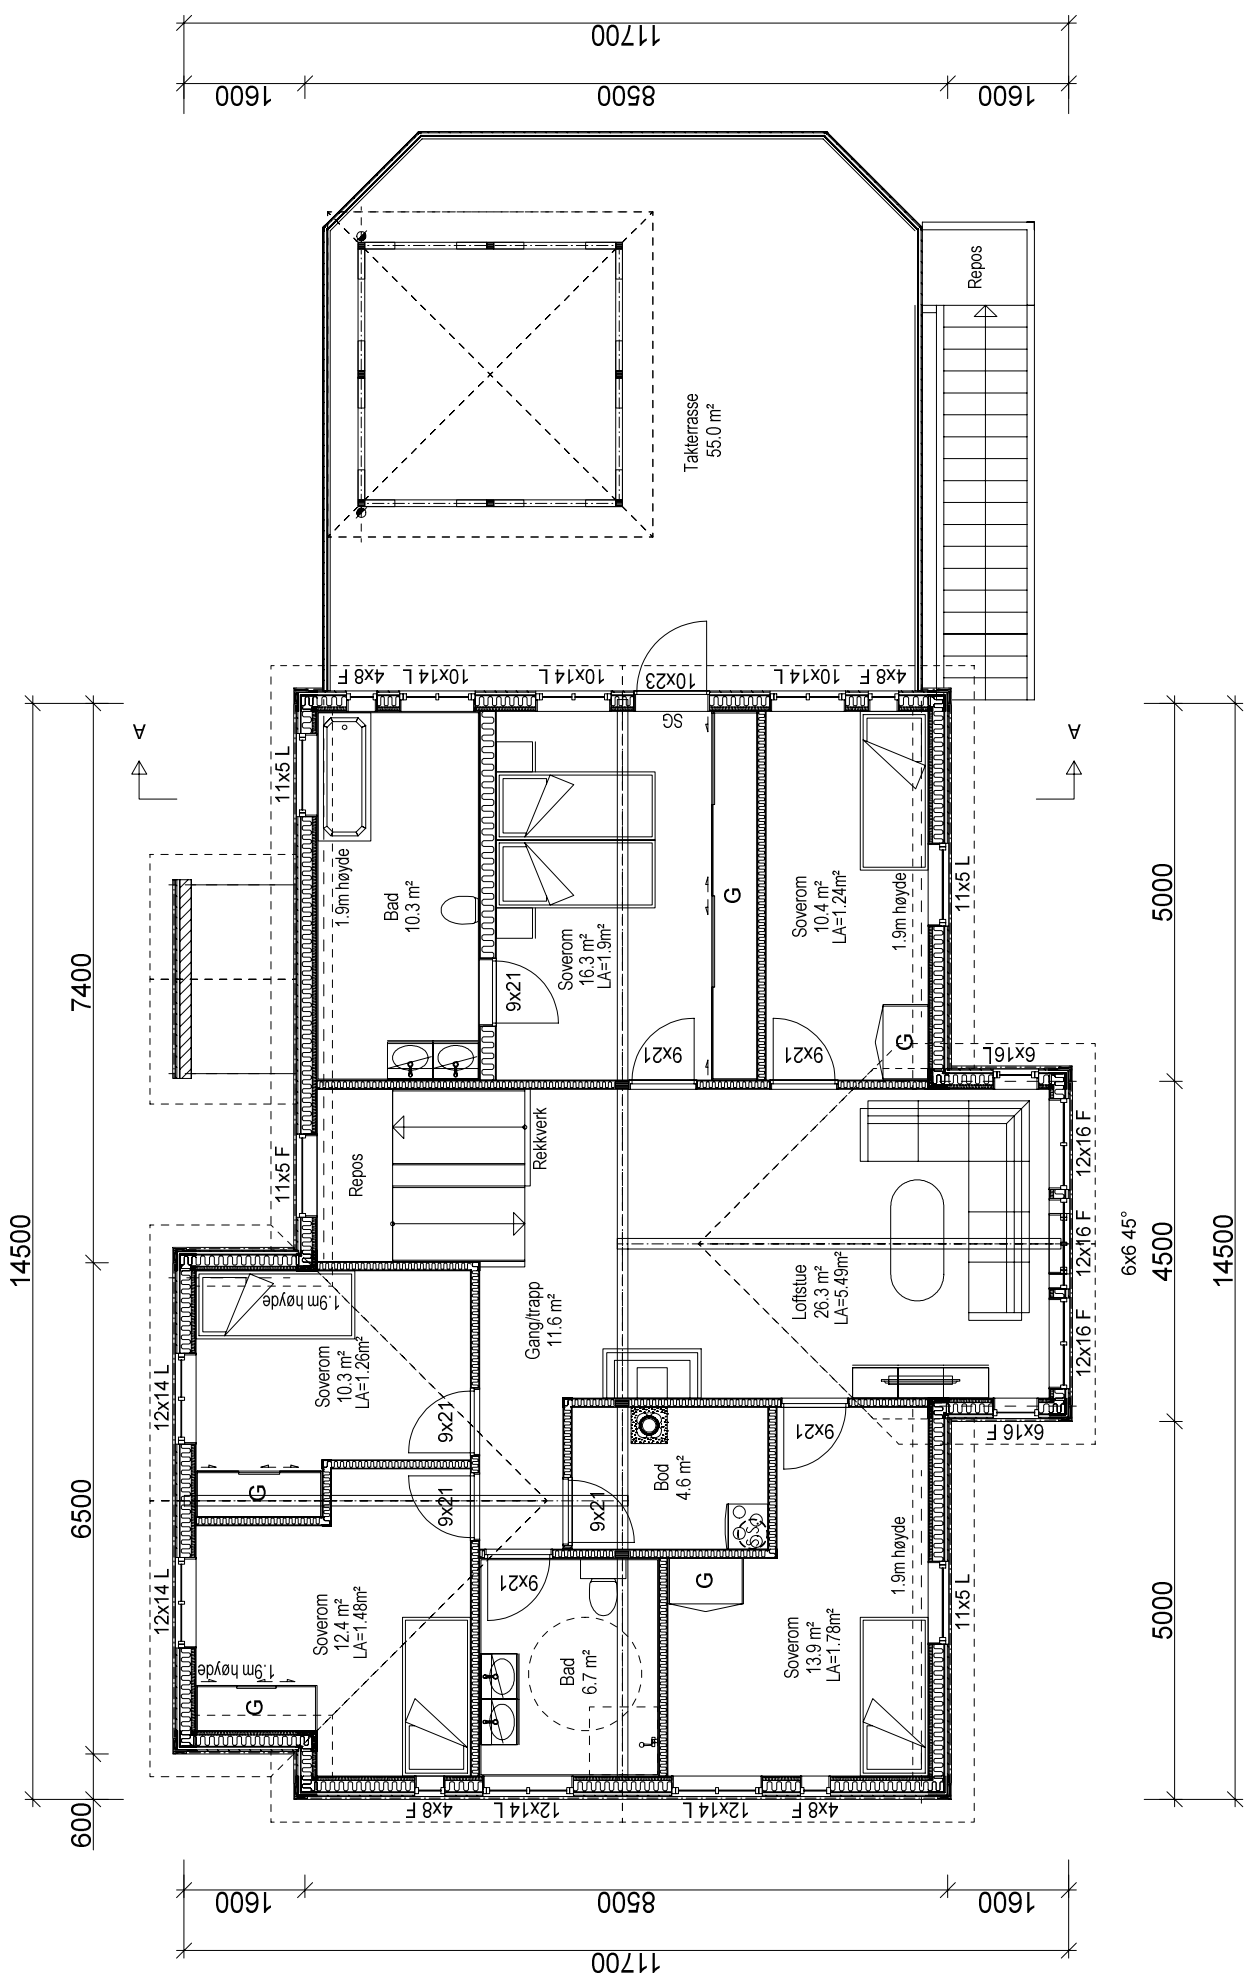 11700
1600
8500
1600
Repos
Takterrasse
55.0 m²
4x8 F
10x14 L
10x14 L
10x23
10x14 L
4x8 F
A
A
11x5 L
SG
1.9m høyde
Bad
10.3 m²
9x21
Soverom
16.3 m²
LA=1.9m²
9x21
G
Soverom
10.4 m²
LA=1.24m²
1.9m høyde
9x21
G
11x5 L
6x16L
7400
5000
14500
11x5 F
Repos
Rekkverk
12x16 F
12x16 F
12x16 F
6x6 45°
4500
14500
Gang/trapp
11.6 m²
Loftstue
26.3 m²
LA=5.49m²
1.9m høyde
Soverom
10.3 m²
LA=1.26m²
12x14 L
9x21
G
9x21
9x21
Bod
4.6 m²
9x21
6x16 F
6500
12x14 L
Soverom
12.4 m²
LA=1.48m²
1.9m høyde
G
9x21
Bad
6.7 m²
G
Soverom
13.9 m²
LA=1.78m²
1.9m høyde
11x5 L
5000
600
4x8 F
12x14 L
12x14 L
4x8 F
1600
8500
1600
11700